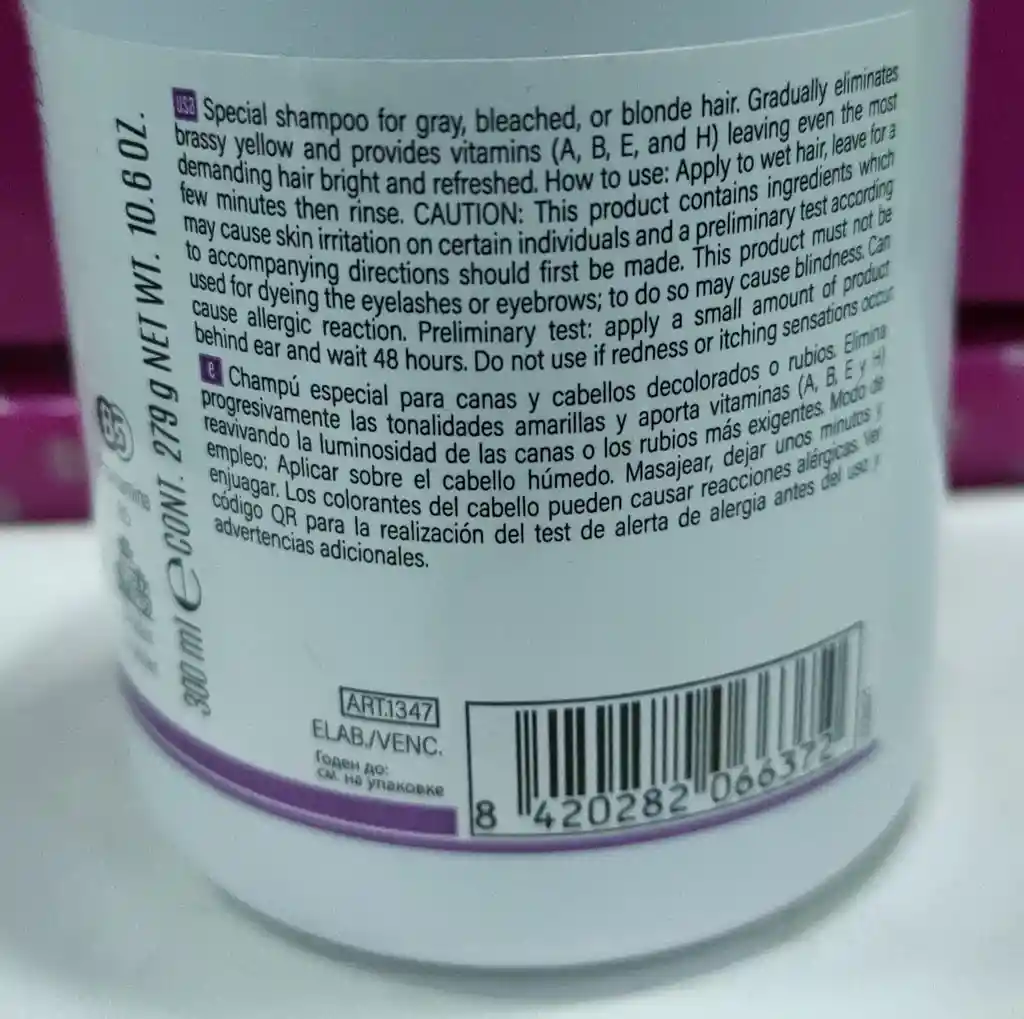 usa Special shampoo for gray, bleached, or blonde hair. Gradually eliminates
brassy yellow and provides vitamins (A, B, E, and H) leaving even the most
demanding hair bright and refreshed. How to use: Apply to wet hair, leave for a
few minutes then rinse. CAUTION: This product contains ingredients which
may cause skin irritation on certain individuals and a preliminary test according
to accompanying directions should first be made. This product must not be
used for dyeing the eyelashes or eyebrows; to do so may cause blindness. Can
cause allergic reaction. Preliminary test: apply a small amount of product
behind ear and wait 48 hours. Do not use if redness or itching sensations occur.
e Champú especial para canas y cabellos decolorados o rubios. Elimina
progresivamente las tonalidades amarillas y aporta vitaminas (A, B, E y H)
reavivando la luminosidad de las canas o los rubios más exigentes. Modo de
empleo: Aplicar sobre el cabello húmedo. Masajear, dejar unos minutos y
enjuagar. Los colorantes del cabello pueden causar reacciones alérgicas. Ver
código QR para la realización del test de alerta de alergia antes del uso y
advertencias adicionales.
300 ml e CONT. 279 g NET WT. 10.6 OZ.
B5
ART.1347
ELAB./VENC.
Годен до:
см. на упаковке
8 420282 066372